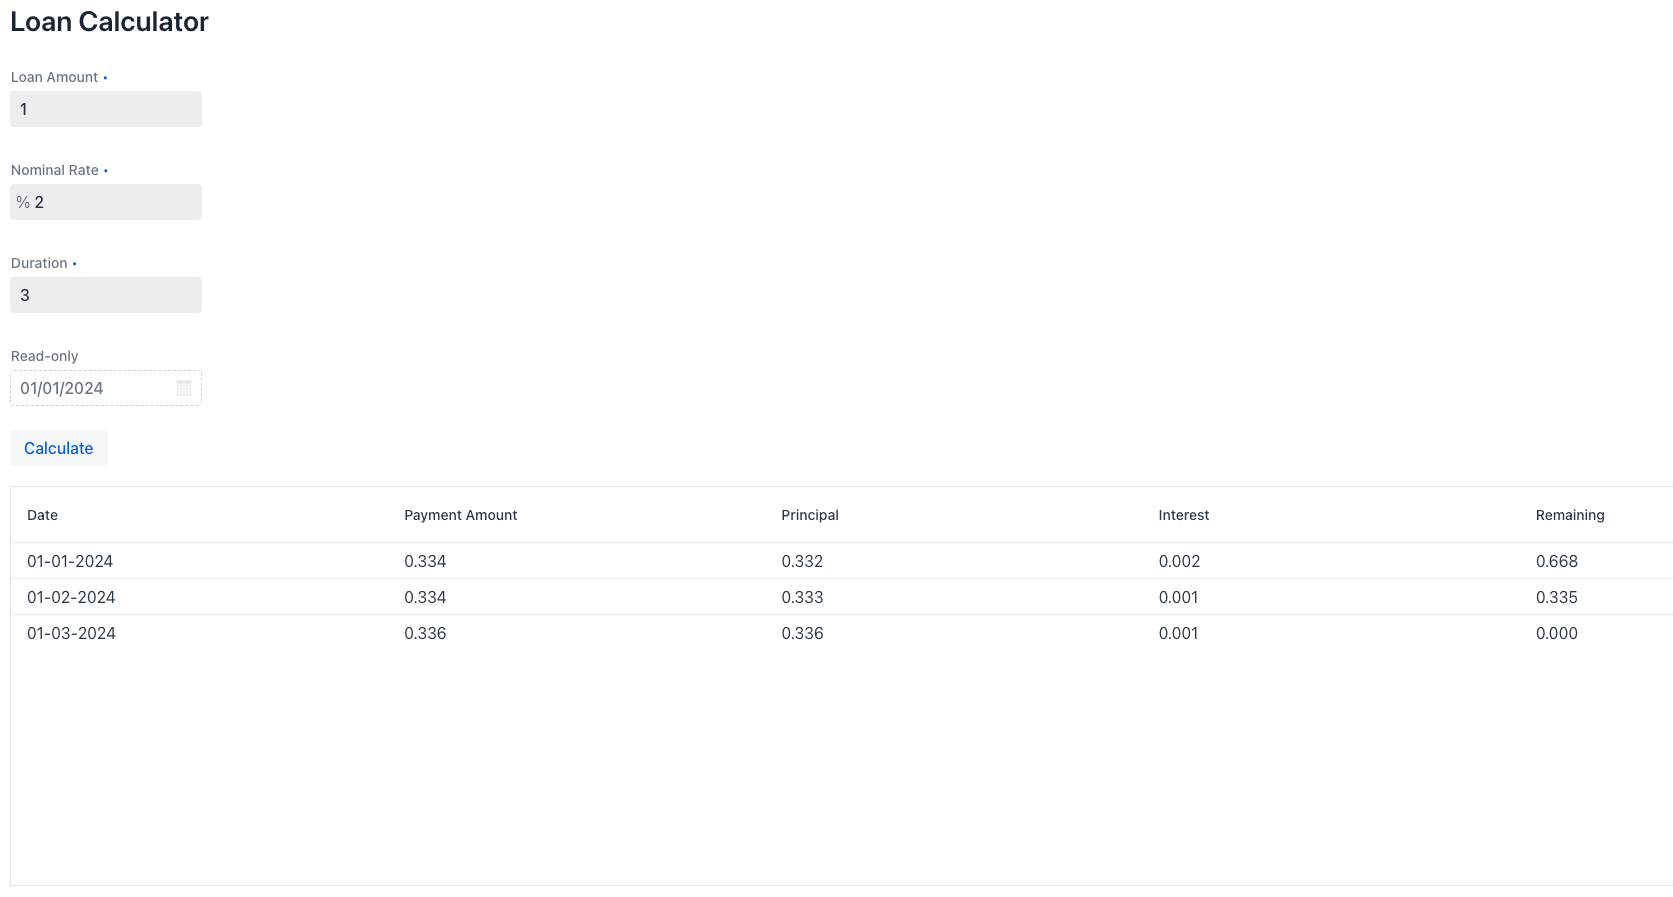 Loan Calculator
Loan Amount •
1
Nominal Rate •
% 2
Duration •
3
Read-only
01/01/2024
Calculate
Date Payment Amount Principal Interest Remaining
01-01-2024 0.334 0.332 0.002 0.668
01-02-2024 0.334 0.333 0.001 0.335
01-03-2024 0.336 0.336 0.001 0.000